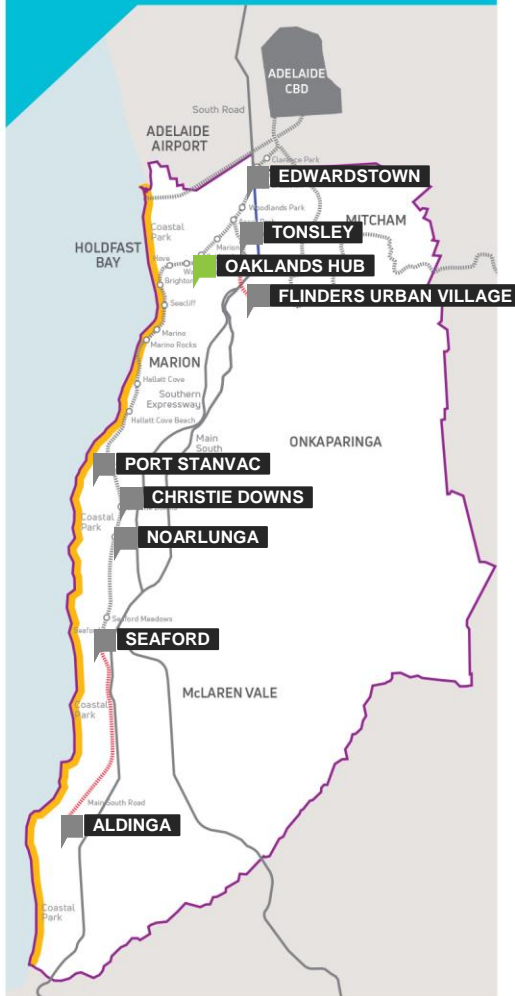 ADELAIDE
CBD
South Road
ADELAIDE
AIRPORT
Clarence Park
EDWARDSTOWN
Woodlands Park
Coastal
Park
MITCHAM
TONSLEY
HOLDFAST
BAY
Marion
Hove
OAKLANDS HUB
Brighton
FLINDERS URBAN VILLAGE
Seacliff
Marino
Marino Rocks
MARION
Hallett Cove
Southern
Expressway
Hallett Cove Beach
Main
South
ONKAPARINGA
PORT STANVAC
CHRISTIE DOWNS
Coastal
Park
NOARLUNGA
Seaford Meadows
Seaford
SEAFORD
McLAREN VALE
Coastal
Park
Main South Road
ALDINGA
Coastal
Park